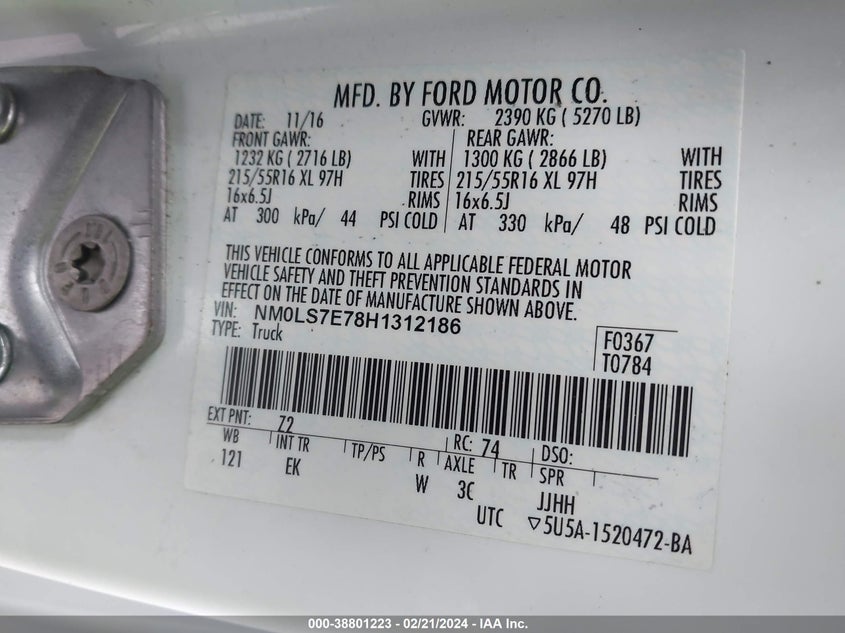 MFD. BY FORD MOTOR CO.
DATE: 11/16 GVWR: 2390 KG ( 5270 LB)
FRONT GAWR: REAR GAWR:
1232 KG ( 2716 LB) WITH 1300 KG ( 2866 LB) WITH
215/55R16 XL 97H TIRES 215/55R16 XL 97H TIRES
16x6.5J RIMS 16x6.5J RIMS
AT 300 kPa/ 44 PSI COLD AT 330 kPa/ 48 PSI COLD
THIS VEHICLE CONFORMS TO ALL APPLICABLE FEDERAL MOTOR
VEHICLE SAFETY AND THEFT PREVENTION STANDARDS IN
EFFECT ON THE DATE OF MANUFACTURE SHOWN ABOVE.
VIN: NM0LS7E78H1312186
TYPE: Truck
F0367
T0784
EXT PNT: Z2 RC: 74 DSO:
WB INT TR TP/PS R AXLE TR SPR
121 EK W 3C JJHH
UTC ▽5U5A-1520472-BA
000-38801223 - 02/21/2024 - IAA Inc.